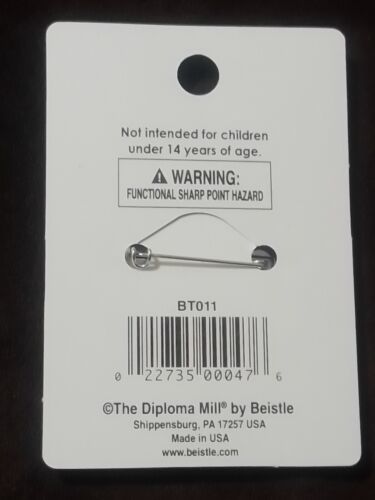 Not intended for children
under 14 years of age.
⚠ WARNING:
FUNCTIONAL SHARP POINT HAZARD
BT011
0 22735 00047 6
©The Diploma Mill® by Beistle
Shippensburg, PA 17257 USA
Made in USA
www.beistle.com